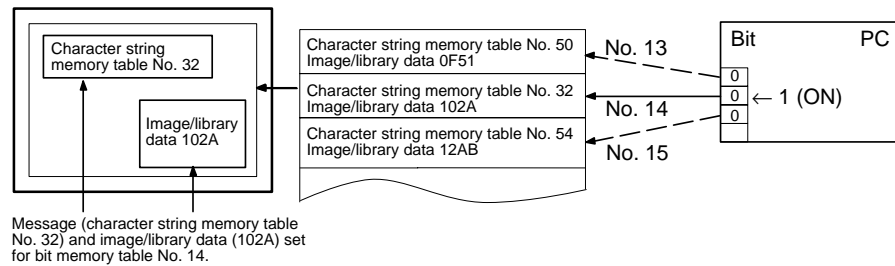 Character string
memory table No. 32
Image/library
data 102A
Message (character string memory table
No. 32) and image/library data (102A) set
for bit memory table No. 14.
Character string memory table No. 50
Image/library data 0F51
Character string memory table No. 32
Image/library data 102A
Character string memory table No. 54
Image/library data 12AB
No. 13
No. 14
No. 15
Bit PC
0
0 ← 1 (ON)
0